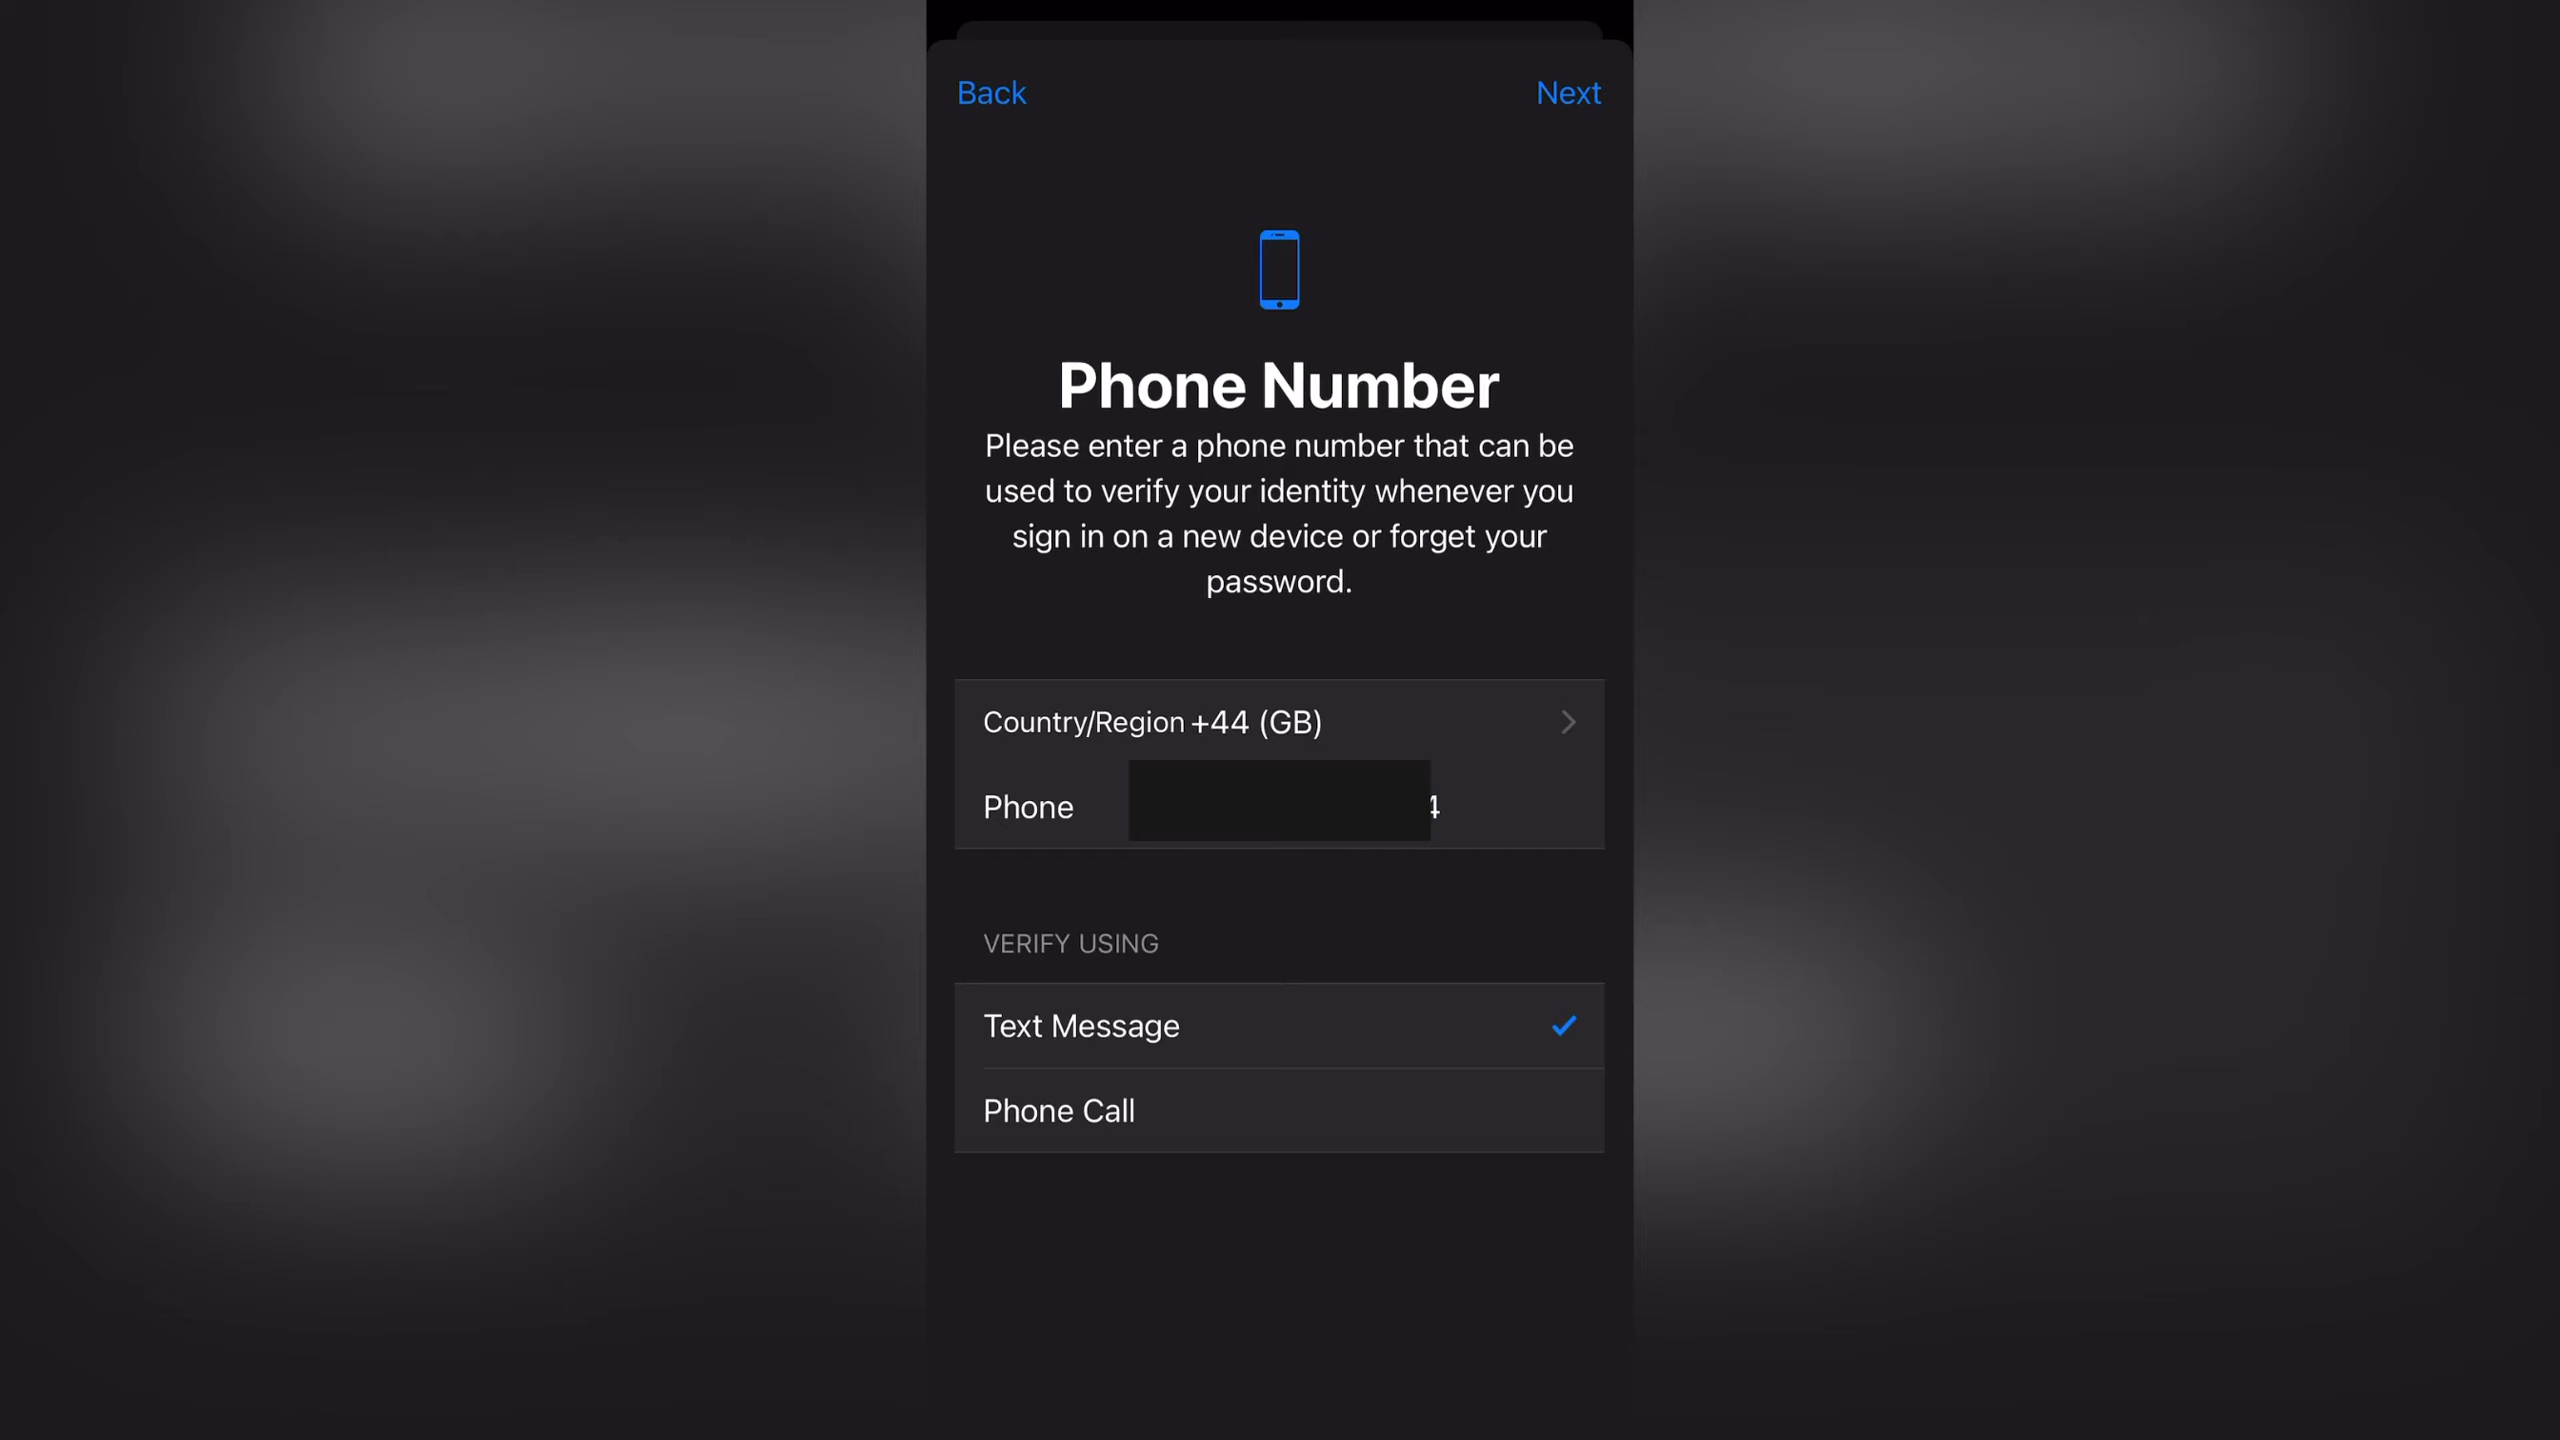 Back
Next
Phone Number
Please enter a phone number that can be
used to verify your identity whenever you
sign in on a new device or forget your
password.
Country/Region +44 (GB)
Phone 4
VERIFY USING
Text Message
Phone Call